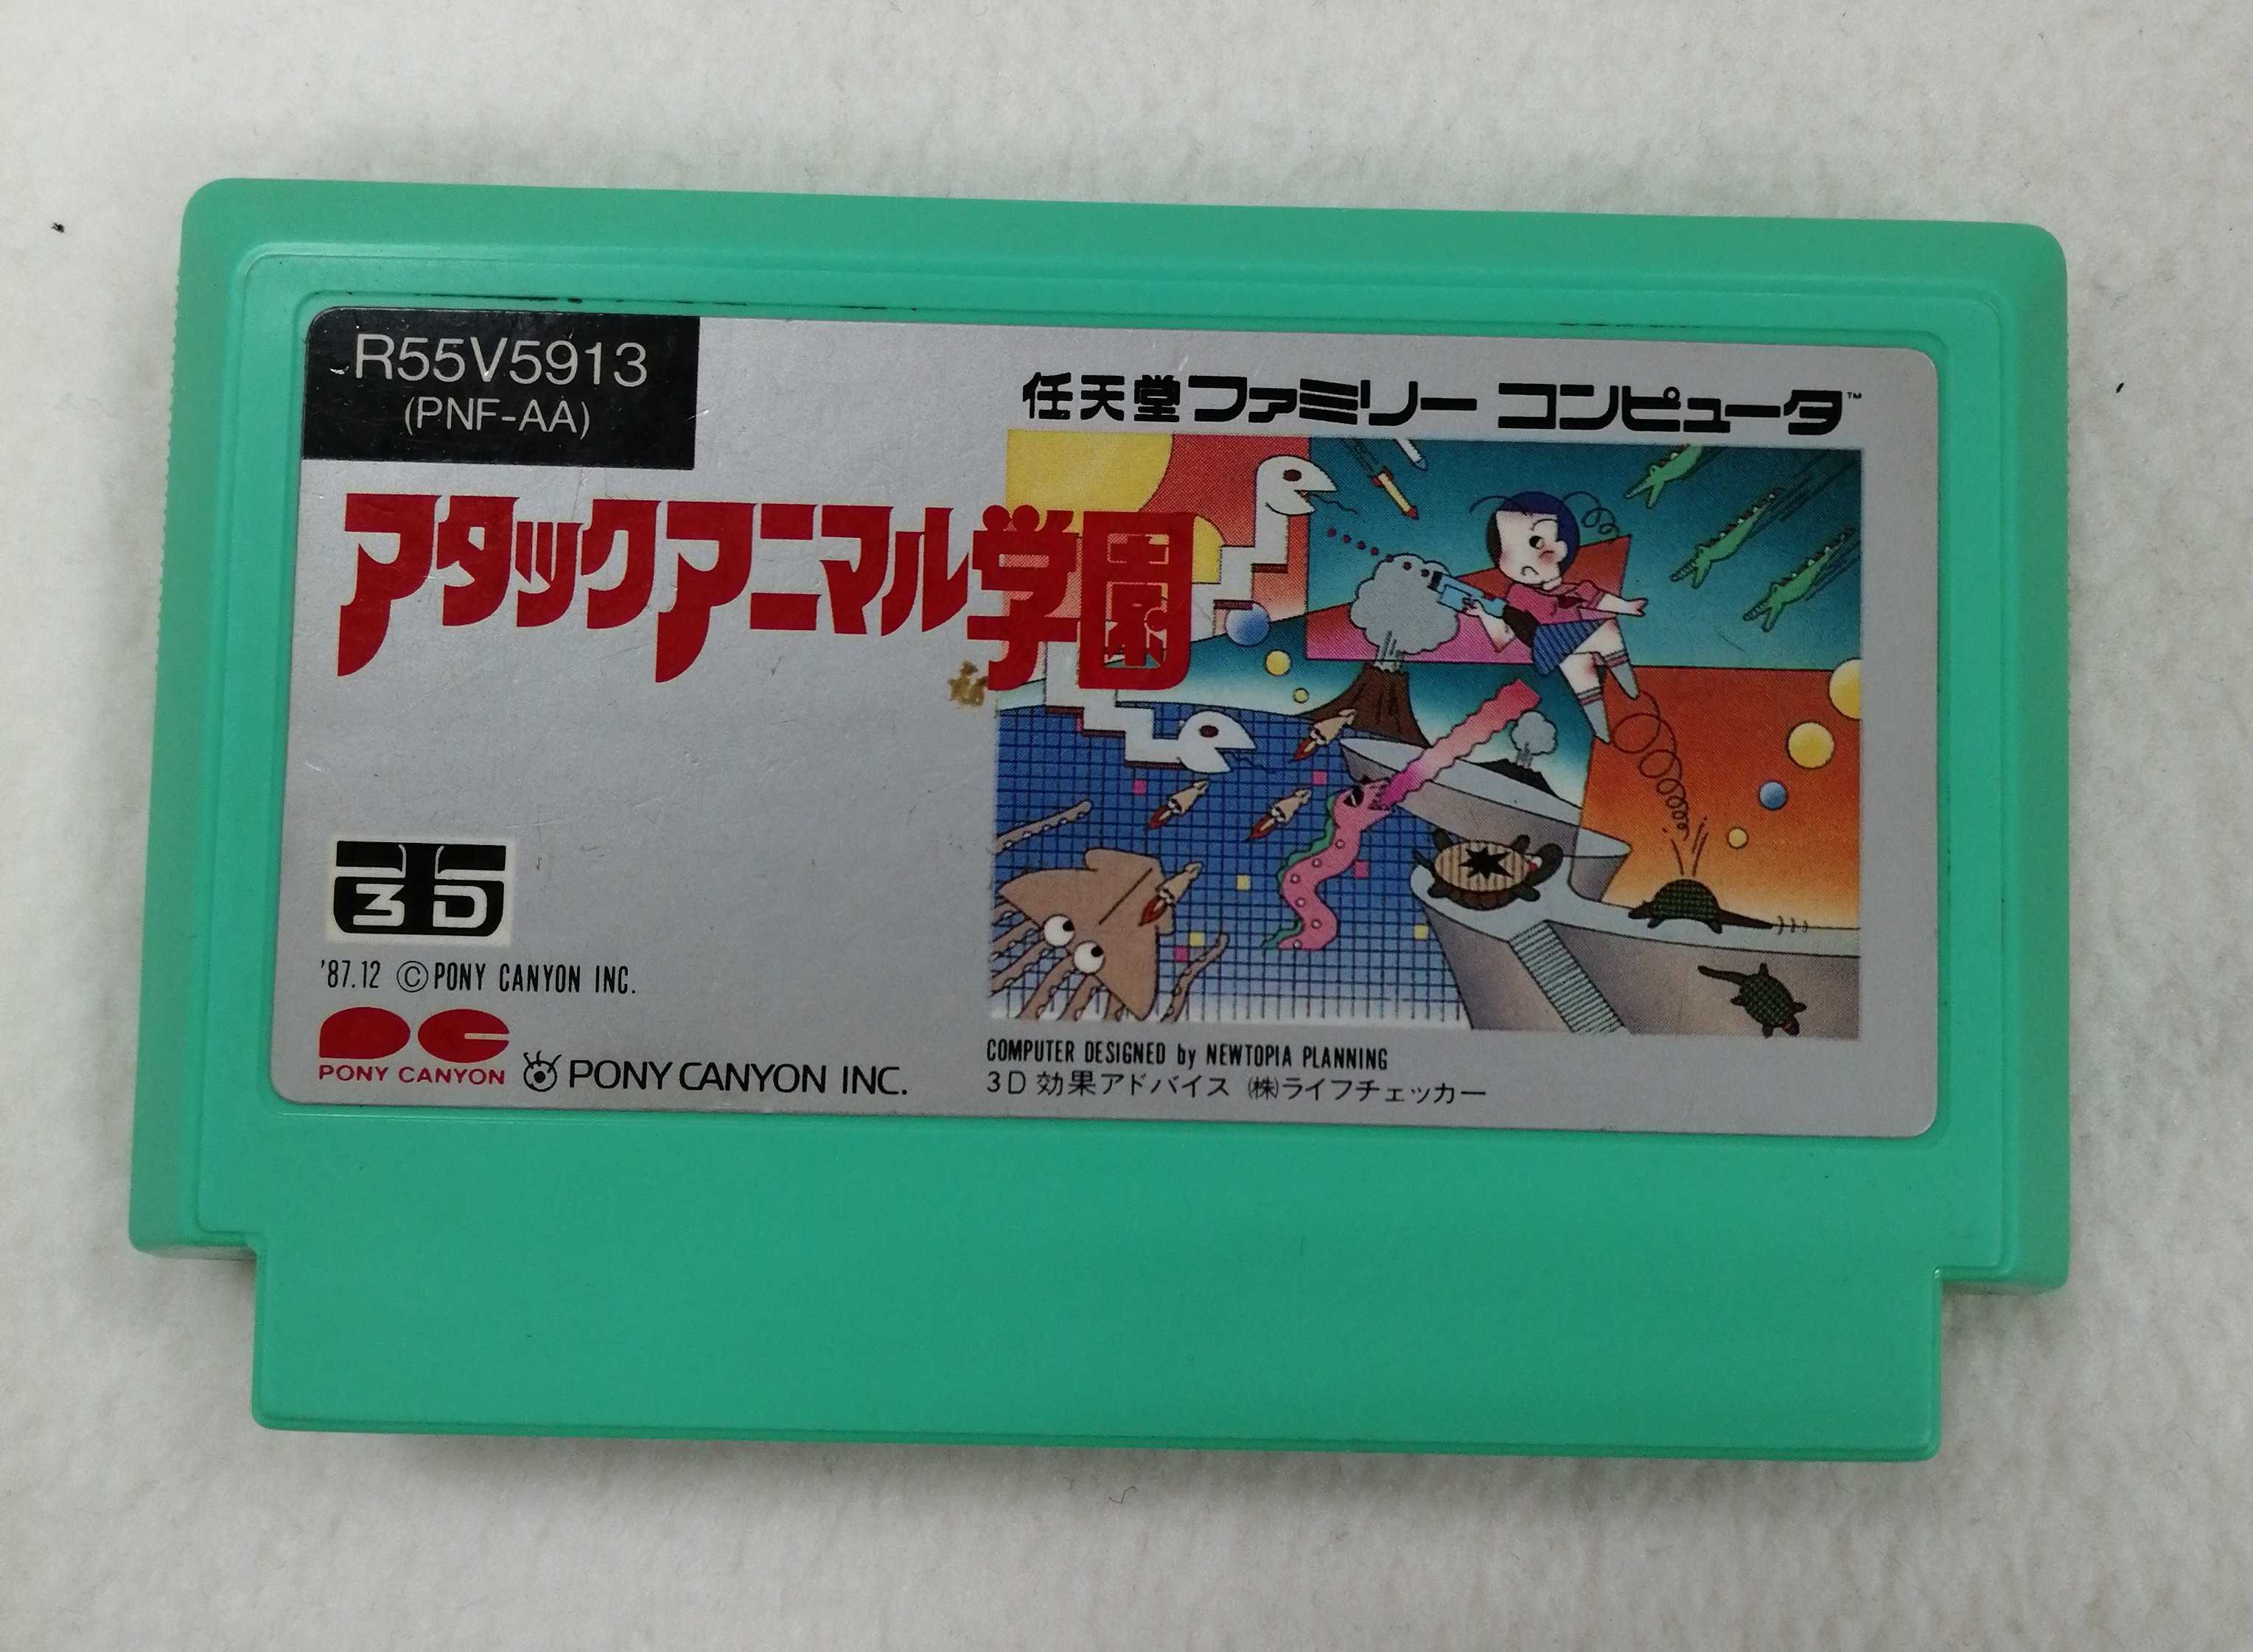 R55V5913
(PNF-AA)
任天堂ファミリー コンピュータ™
アタックアニマル学園
3D
'87.12 ©PONY CANYON INC.
PONY CANYON
PONY CANYON INC.
COMPUTER DESIGNED by NEWTOPIA PLANNING
3D効果アドバイス ㈱ライフチェッカー